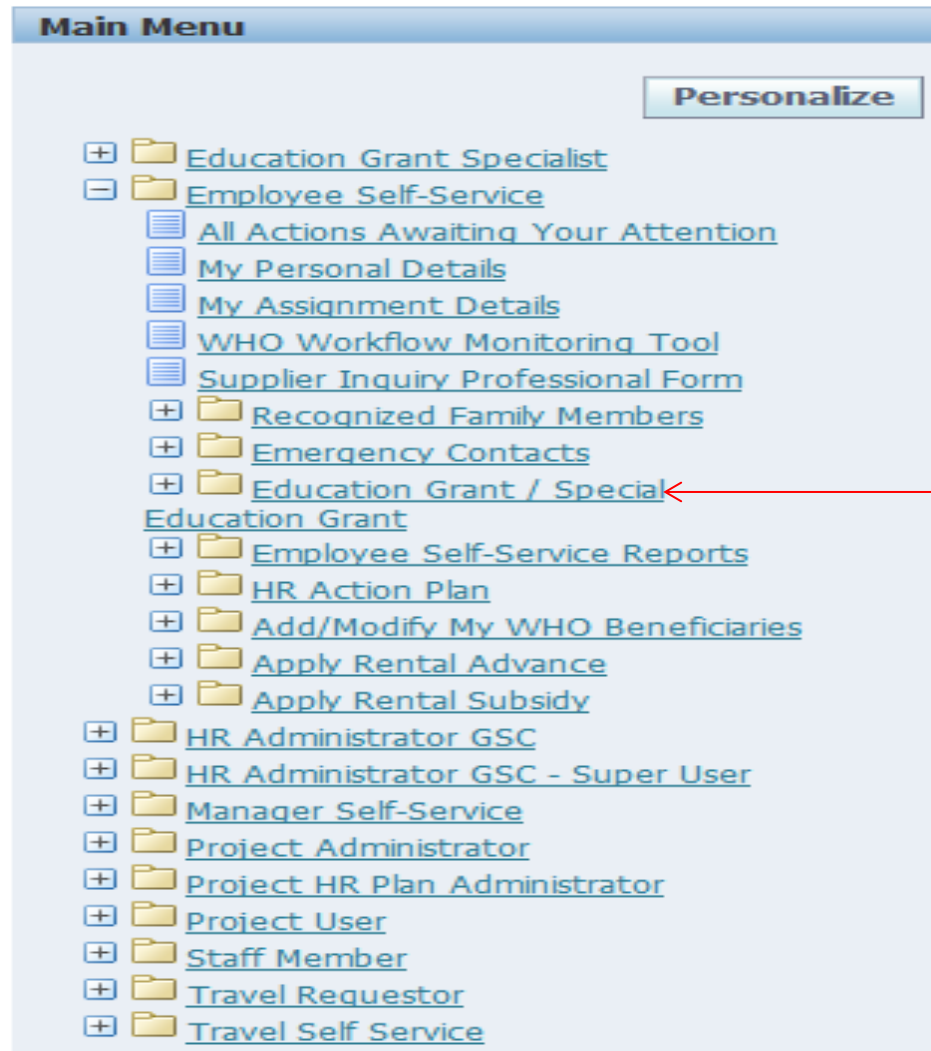 Main Menu
Personalize
Education Grant Specialist
Employee Self-Service
All Actions Awaiting Your Attention
My Personal Details
My Assignment Details
WHO Workflow Monitoring Tool
Supplier Inquiry Professional Form
Recognized Family Members
Emergency Contacts
Education Grant / Special
Education Grant
Employee Self-Service Reports
HR Action Plan
Add/Modify My WHO Beneficiaries
Apply Rental Advance
Apply Rental Subsidy
HR Administrator GSC
HR Administrator GSC - Super User
Manager Self-Service
Project Administrator
Project HR Plan Administrator
Project User
Staff Member
Travel Requestor
Travel Self Service